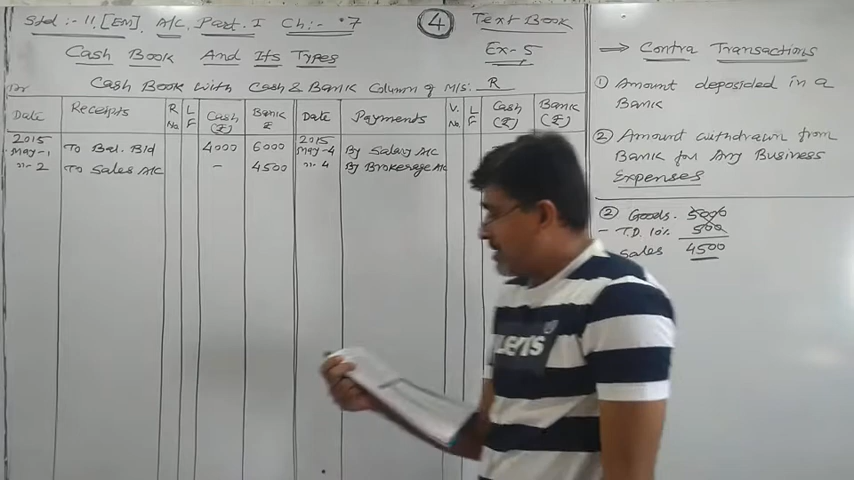 Std :- 11. [EM], A/C, Part. I Ch:- 7
4
Text Book
Ex-5
Cash Book And Its Types
Cash Book with Cash & Bank Column of M/s: R
Dr
Date Receipts R No L F Cash (₹) Bank ₹ Date Payments V. No. L F Cash (₹) Bank (₹)
2015 2015
May-1 To Bal. B/d 4000 6000 May-4 By Salary A/c
"- 2 To Sales A/c - 4500 "- 4 By Brokerage A/c
⇒ Contra Transactions
① Amount deposided in a
Bank
② Amount withdrawn from
Bank for Any Business
Expenses
② Goods. 5000
- T.D. 10% 500
Sales 4500